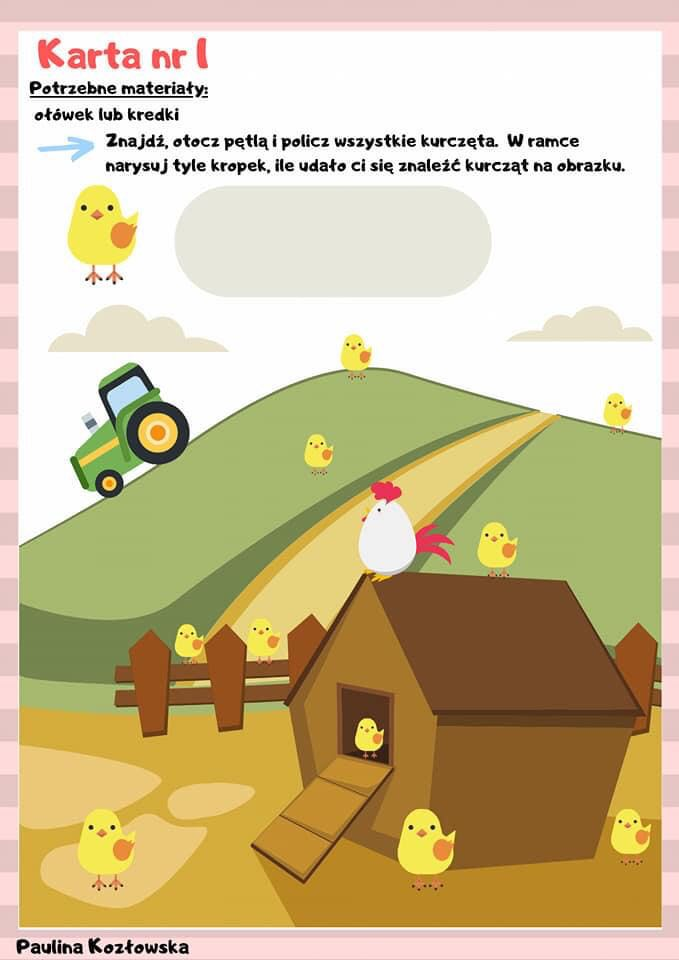 Karta nr 1
Potrzebne materiały:
ołówek lub kredki
Znajdź, otocz pętlą i policz wszystkie kurczęta. W ramce
narysuj tyle kropek, ile udało ci się znaleźć kurcząt na obrazku.
Paulina Kozłowska